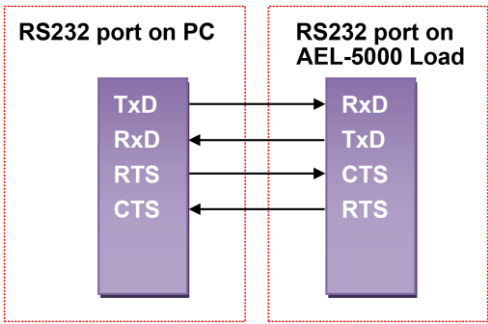 RS232 port on PC
TxD
RxD
RTS
CTS
RS232 port on
AEL-5000 Load
RxD
TxD
CTS
RTS